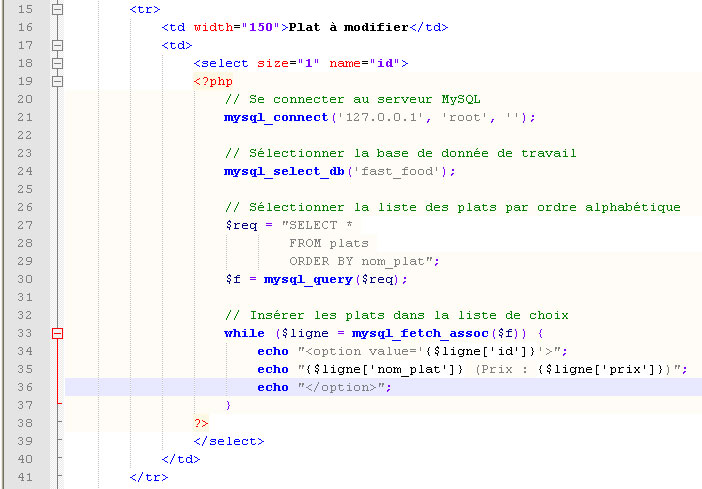 15 <tr>
16 <td width="150">Plat à modifier</td>
17 <td>
18 <select size="1" name="id">
19 <?php
20 // Se connecter au serveur MySQL
21 mysql_connect('127.0.0.1', 'root', '');
22
23 // Sélectionner la base de donnée de travail
24 mysql_select_db('fast_food');
25
26 // Sélectionner la liste des plats par ordre alphabétique
27 $req = "SELECT *
28 FROM plats
29 ORDER BY nom_plat";
30 $f = mysql_query($req);
31
32 // Insérer les plats dans la liste de choix
33 while ($ligne = mysql_fetch_assoc($f)) {
34 echo "<option value='{$ligne['id']}'>";
35 echo "{$ligne['nom_plat']} (Prix : {$ligne['prix']})";
36 echo "</option>";
37 }
38 ?>
39 </select>
40 </td>
41 </tr>